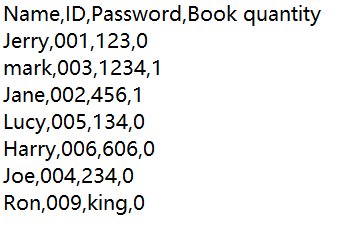 Name,ID,Password,Book quantity
Jerry,001,123,0
mark,003,1234,1
Jane,002,456,1
Lucy,005,134,0
Harry,006,606,0
Joe,004,234,0
Ron,009,king,0